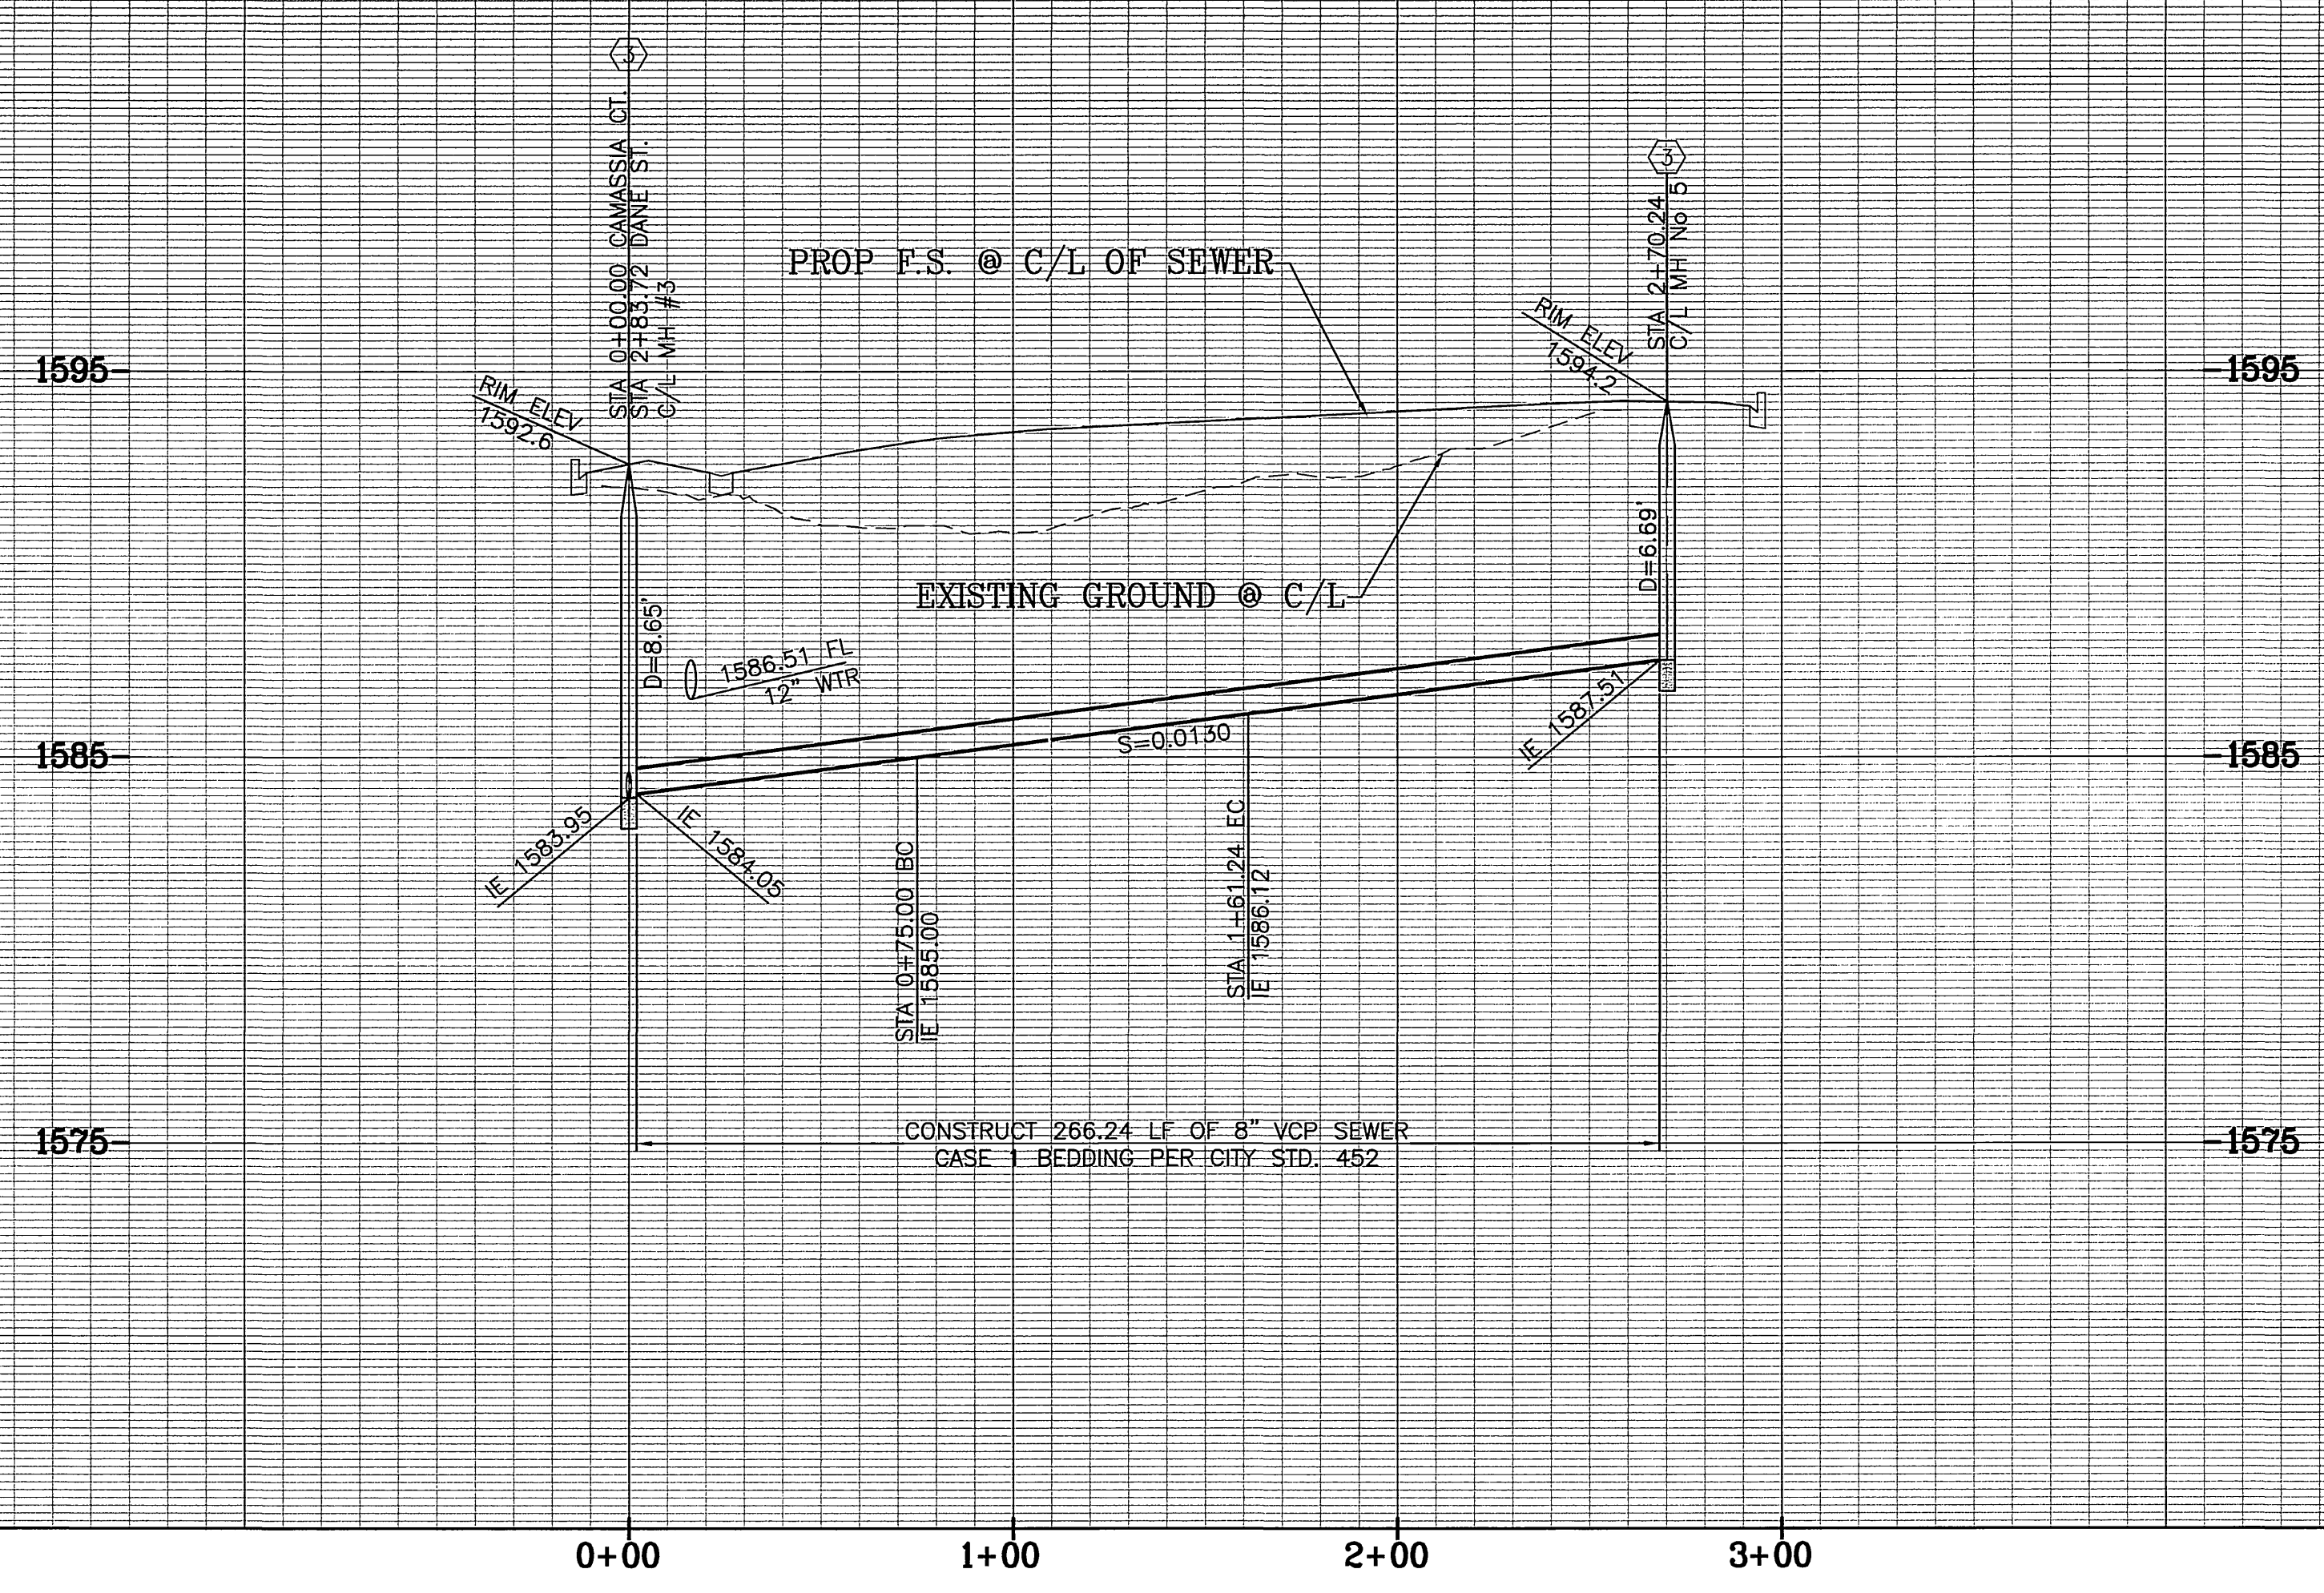 3
STA 0+00.00 CAMASSIA CT.
STA 2+83.72 DANE ST.
C/L MH #3
3
STA 2+70.24
C/L MH No 5
PROP F.S. @ C/L OF SEWER
RIM ELEV
1594.2
1595
1595
RIM ELEV
1592.6
D=6.69'
EXISTING GROUND @ C/L
D=8.65'
1586.51 FL
12" WTR
IE 1587.51
S=0.0130
1585
1585
IE 1583.95
IE 1584.05
STA 0+75.00 BC
IE 1585.00
STA 1+61.24 EC
IE 1586.12
1575
CONSTRUCT 266.24 LF OF 8" VCP SEWER
CASE 1 BEDDING PER CITY STD. 452
1575
0+00
1+00
2+00
3+00